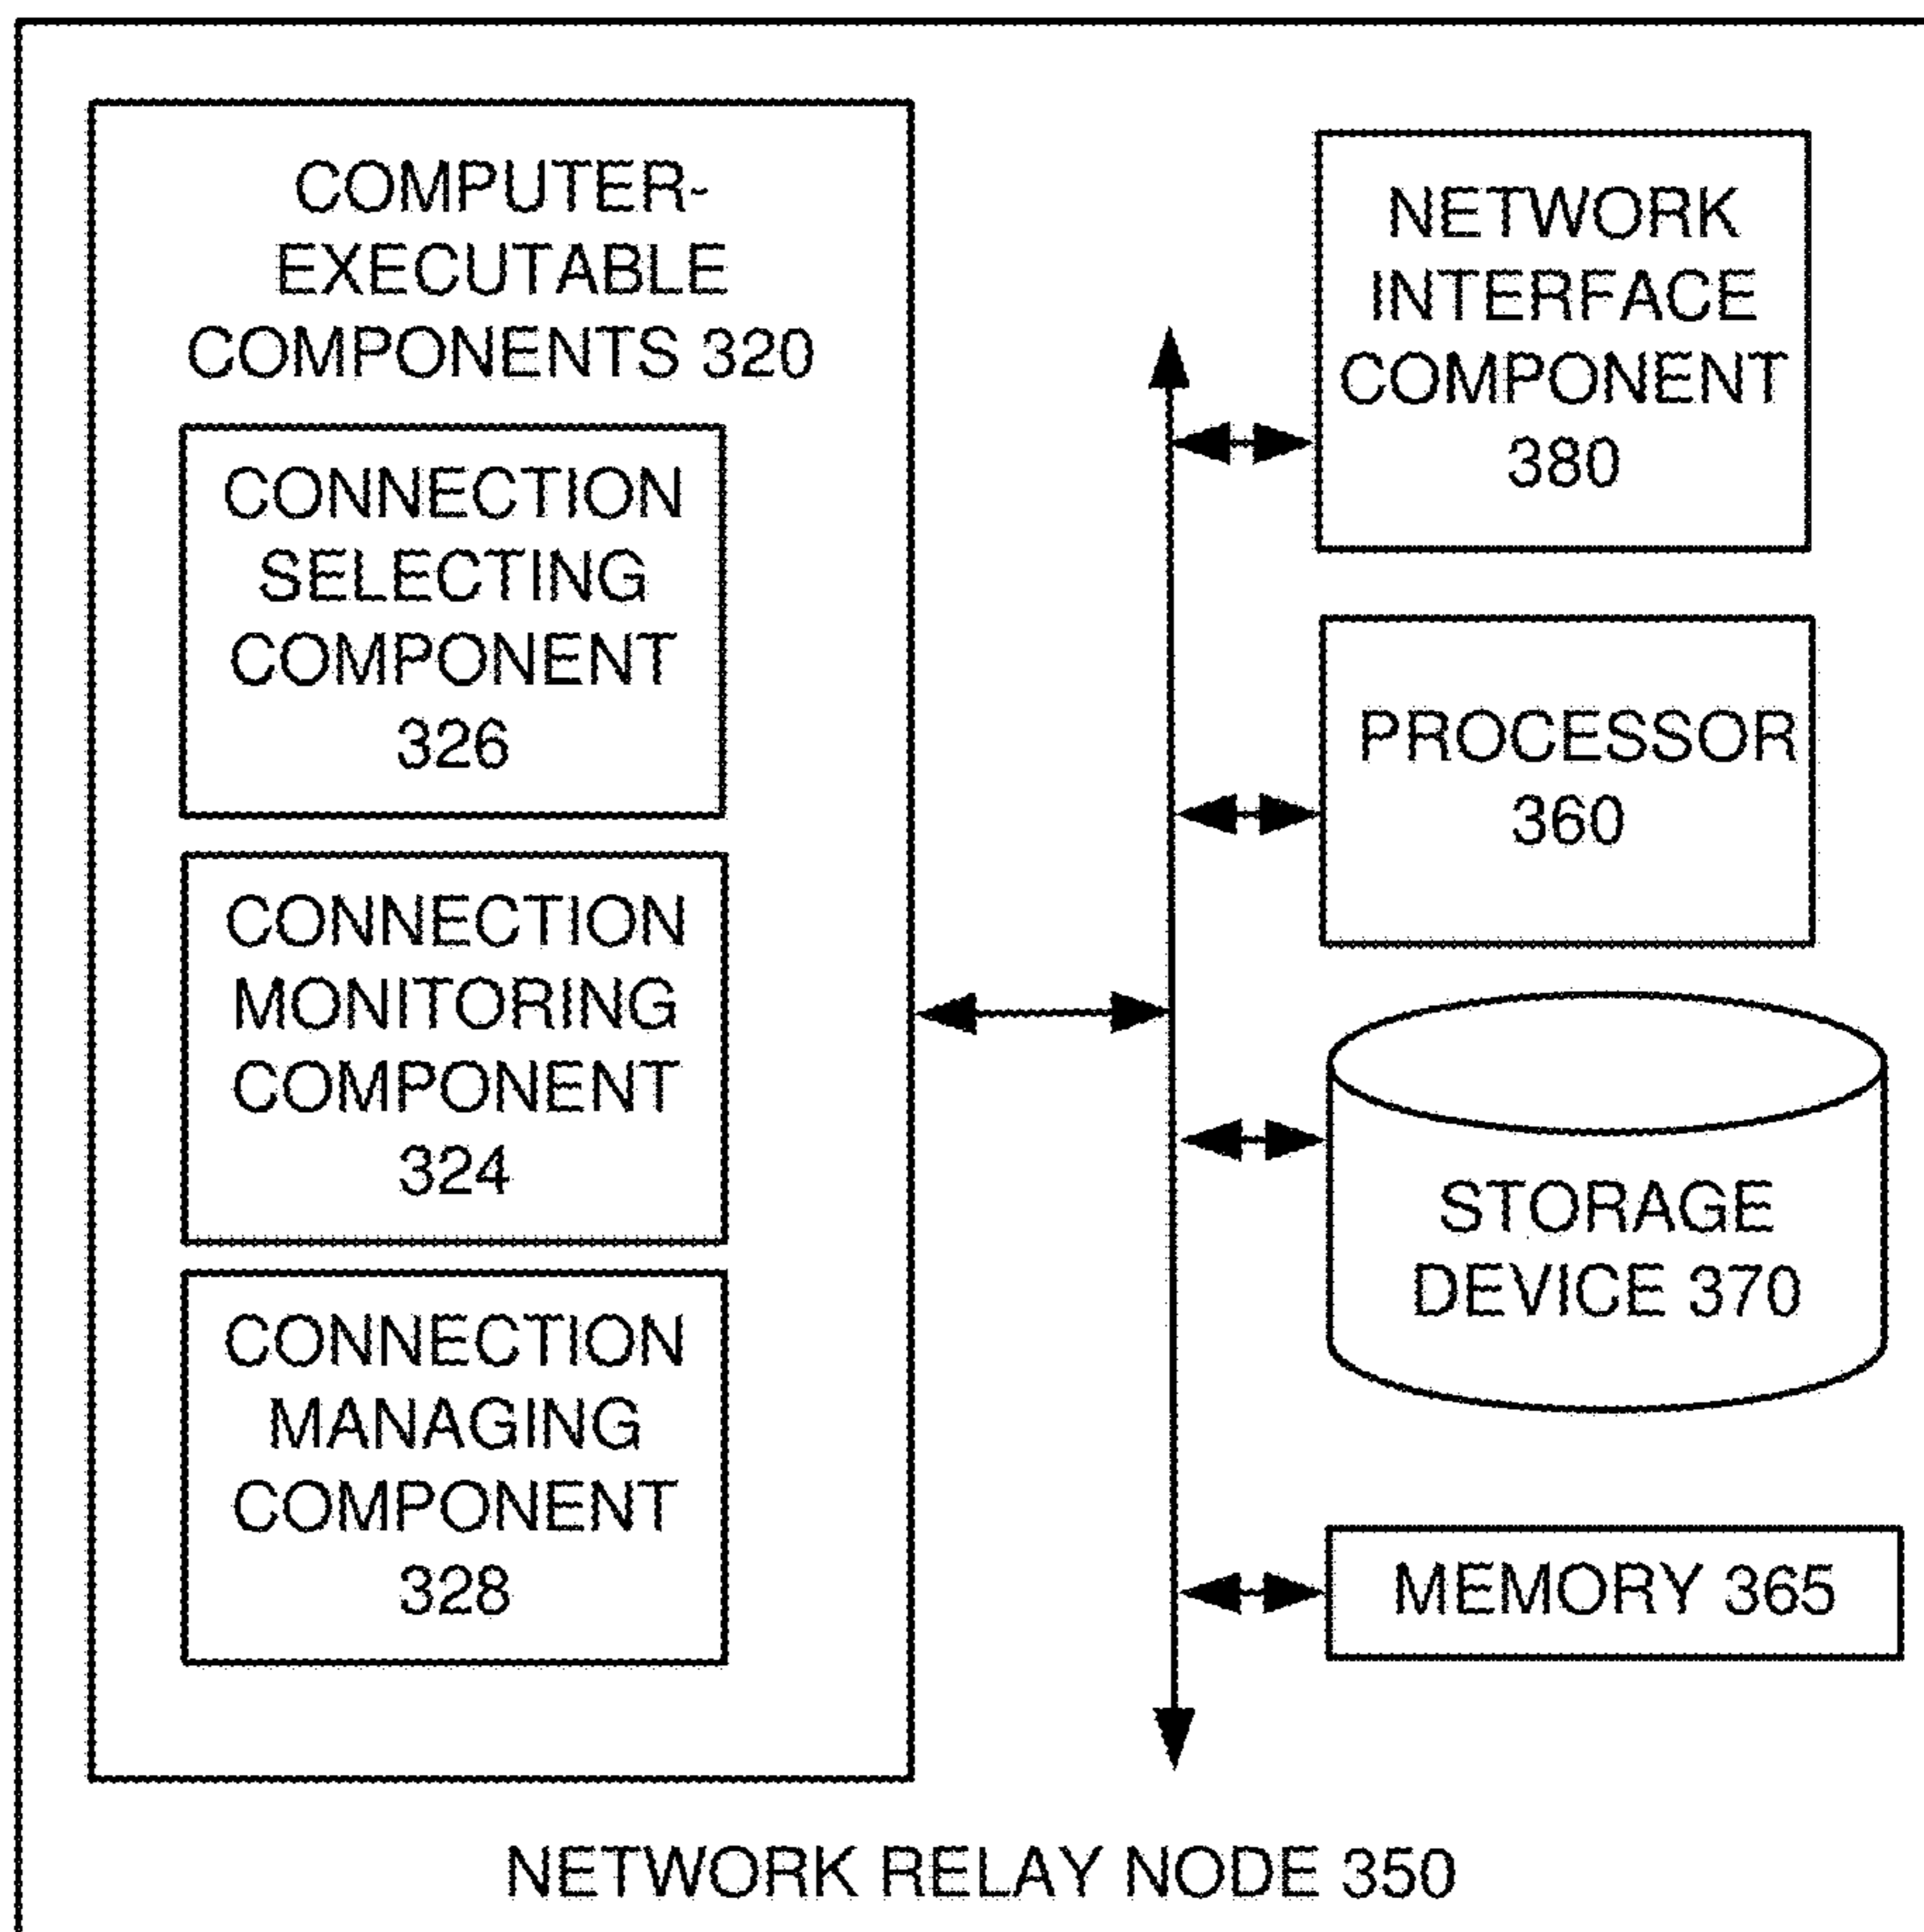 COMPUTER-
EXECUTABLE
COMPONENTS 320
CONNECTION
SELECTING
COMPONENT
326
CONNECTION
MONITORING
COMPONENT
324
CONNECTION
MANAGING
COMPONENT
328
NETWORK
INTERFACE
COMPONENT
380
PROCESSOR
360
STORAGE
DEVICE 370
MEMORY 365
NETWORK RELAY NODE 350